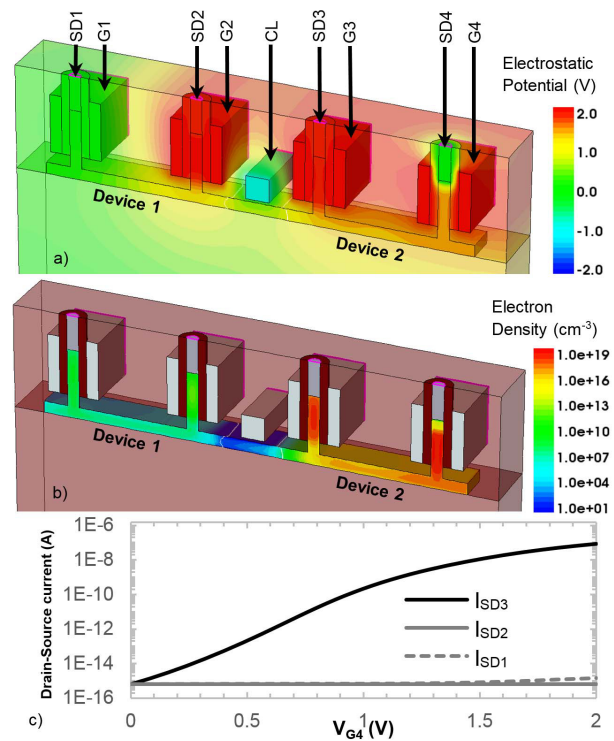 SD1 G1 SD2 G2 CL SD3 G3 SD4 G4
Electrostatic
Potential (V)
2.0
1.0
0.0
-1.0
-2.0
Device 1
Device 2
a)
Electron
Density (cm⁻³)
1.0e+19
1.0e+16
1.0e+13
1.0e+10
1.0e+07
1.0e+04
1.0e+01
Device 1
Device 2
b)
Drain-Source current (A)
1E-6
1E-8
1E-10
1E-12
1E-14
1E-16
I_SD3
I_SD2
I_SD1
0 0.5 1 1.5 2
c)
V_G4 (V)